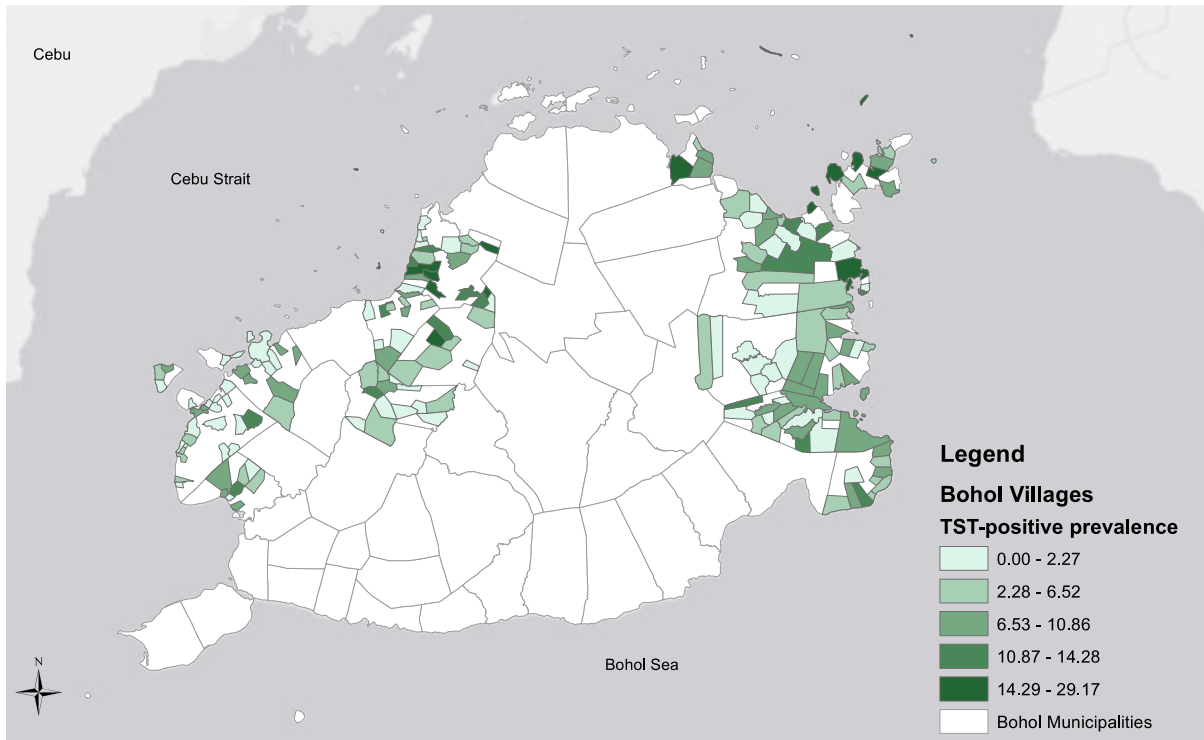 Cebu
Cebu Strait
Bohol Sea
N
Legend
Bohol Villages
TST-positive prevalence
0.00 - 2.27
2.28 - 6.52
6.53 - 10.86
10.87 - 14.28
14.29 - 29.17
Bohol Municipalities